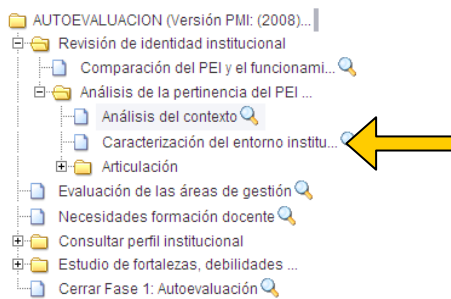 AUTOEVALUACION (Versión PMI: (2008)...
Revisión de identidad institucional
Comparación del PEI y el funcionami...
Análisis de la pertinencia del PEI ...
Análisis del contexto
Caracterización del entorno institu...
Articulación
Evaluación de las áreas de gestión
Necesidades formación docente
Consultar perfil institucional
Estudio de fortalezas, debilidades ...
Cerrar Fase 1: Autoevaluación